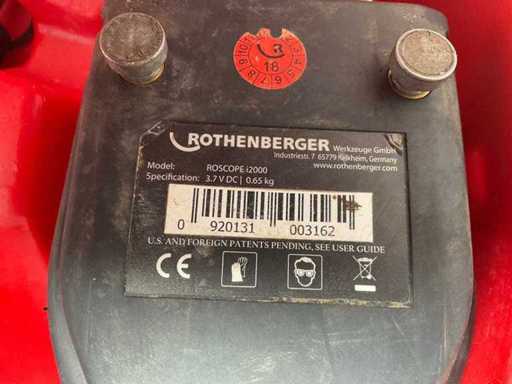 R
18
ROTHENBERGER Werkzeuge GmbH
Industriestr. 7 65779 Kelkheim, Germany
www.rothenberger.com
Model: ROSCOPE i2000
Specification: 3.7 V DC | 0.65 kg
0 920131 003162
U.S. AND FOREIGN PATENTS PENDING, SEE USER GUIDE
CE